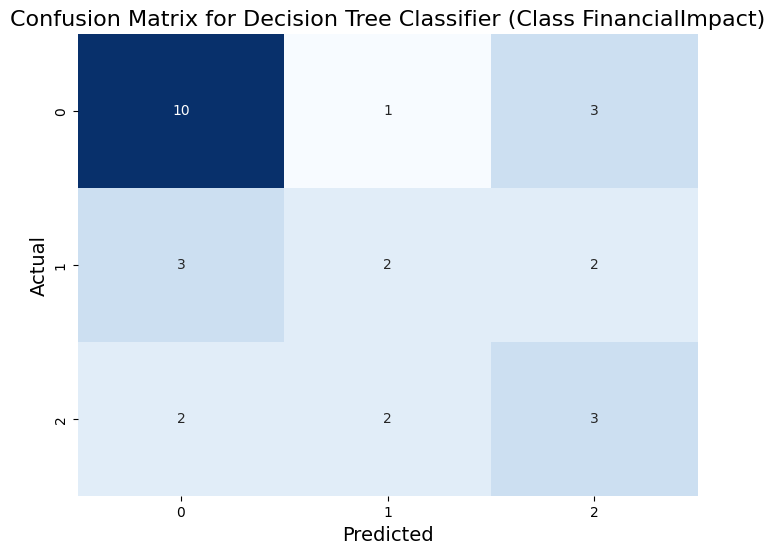 Confusion Matrix for Decision Tree Classifier (Class FinancialImpact)
0 10 1 3
Actual
1 3 2 2
2 2 2 3
0 1 2
Predicted